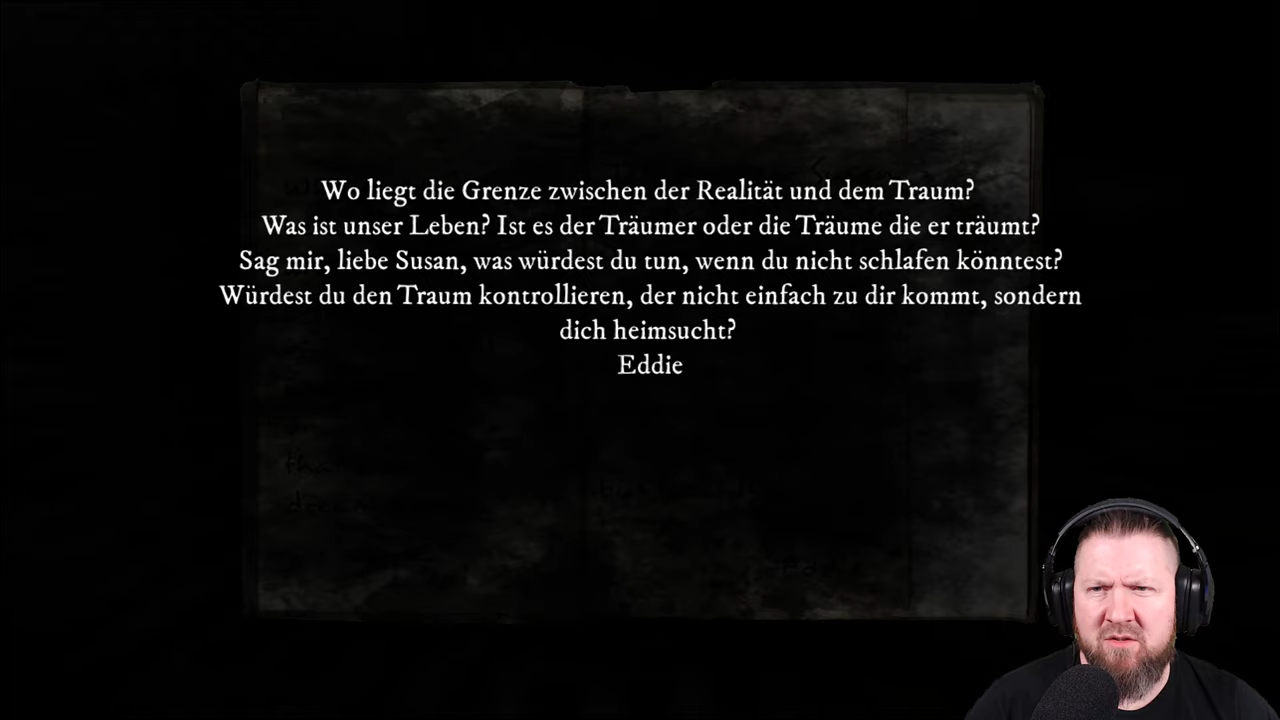 Wo liegt die Grenze zwischen der Realität und dem Traum?
Was ist unser Leben? Ist es der Träumer oder die Träume die er träumt?
Sag mir, liebe Susan, was würdest du tun, wenn du nicht schlafen könntest?
Würdest du den Traum kontrollieren, der nicht einfach zu dir kommt, sondern
dich heimsucht?
Eddie